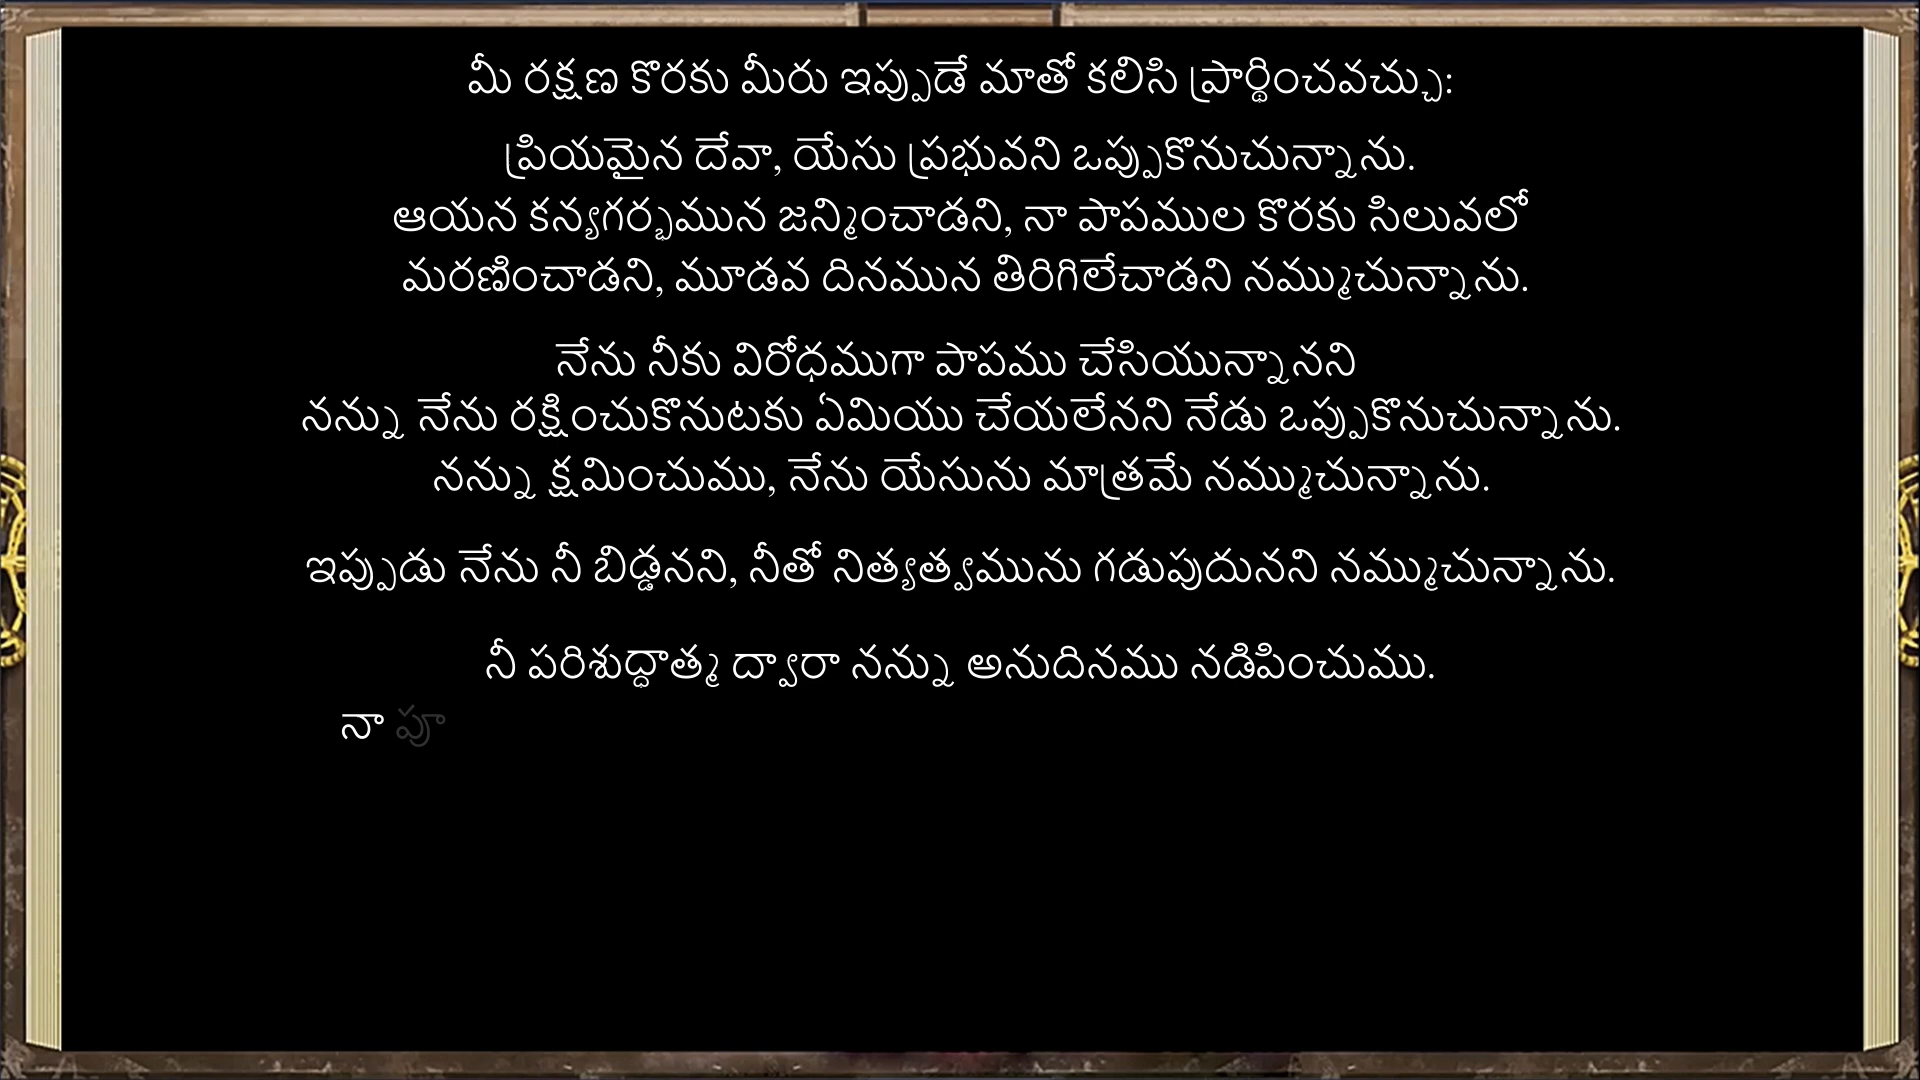 మీ రక్షణ కొరకు మీరు ఇప్పుడే మాతో కలిసి ప్రార్థించవచ్చు:
ప్రియమైన దేవా, యేసు ప్రభువని ఒప్పుకొనుచున్నాను.
ఆయన కన్యగర్భమున జన్మించాడని, నా పాపముల కొరకు సిలువలో
మరణించాడని, మూడవ దినమున తిరిగిలేచాడని నమ్ముచున్నాను.
నేను నీకు విరోధముగా పాపము చేసియున్నానని
నన్ను నేను రక్షించుకొనుటకు ఏమియు చేయలేనని నేడు ఒప్పుకొనుచున్నాను.
నన్ను క్షమించుము, నేను యేసును మాత్రమే నమ్ముచున్నాను.
ఇప్పుడు నేను నీ బిడ్డనని, నీతో నిత్యత్వమును గడుపుదునని నమ్ముచున్నాను.
నీ పరిశుద్ధాత్మ ద్వారా నన్ను అనుదినము నడిపించుము.
నా పూ